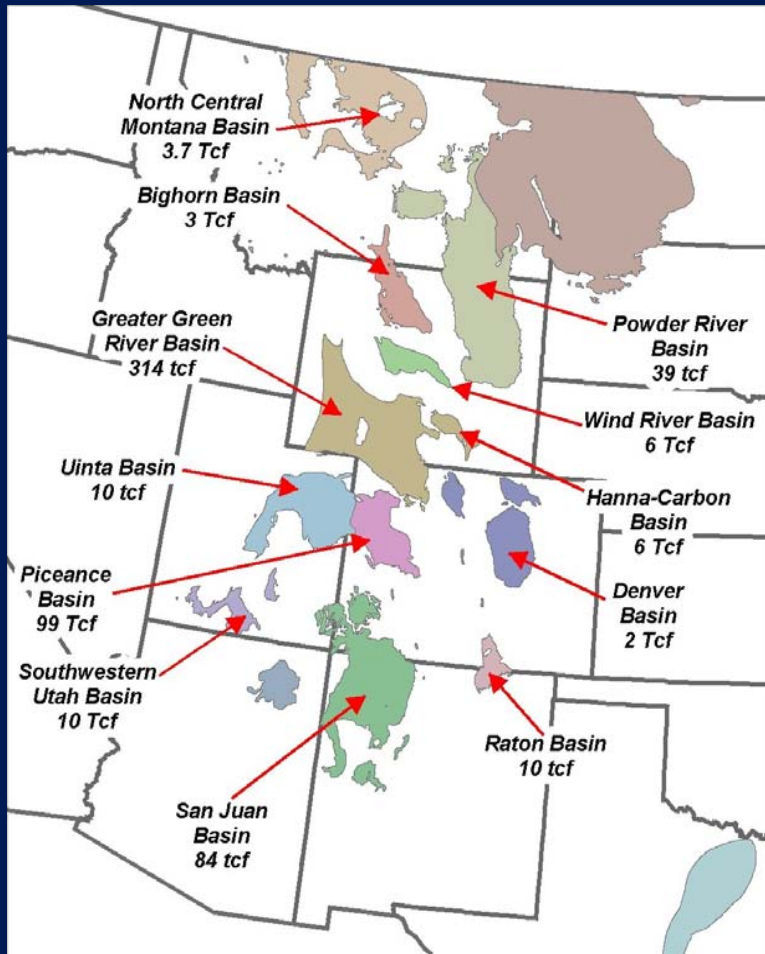 North Central
Montana Basin
3.7 Tcf
Bighorn Basin
3 Tcf
Greater Green
River Basin
314 tcf
Powder River
Basin
39 tcf
Wind River Basin
6 Tcf
Uinta Basin
10 tcf
Hanna-Carbon
Basin
6 Tcf
Piceance
Basin
99 Tcf
Denver
Basin
2 Tcf
Southwestern
Utah Basin
10 Tcf
Raton Basin
10 tcf
San Juan
Basin
84 tcf